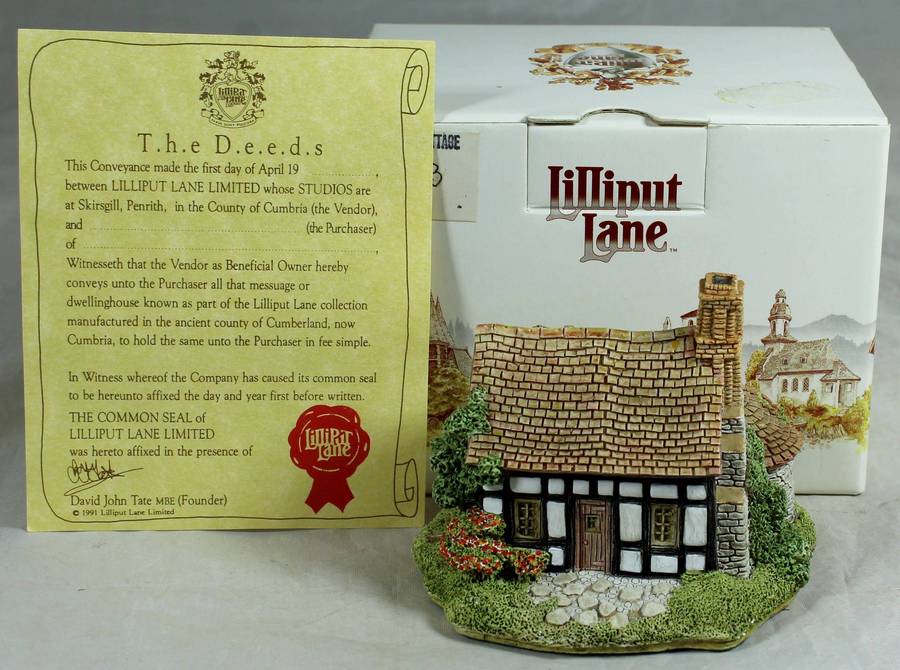 LilliPut
Lane
T.h.e D.e.e.d.s
This Conveyance made the first day of April 19 ,
between LILLIPUT LANE LIMITED whose STUDIOS are
at Skirsgill, Penrith, in the County of Cumbria (the Vendor),
and (the Purchaser)
of
Witnesseth that the Vendor as Beneficial Owner hereby
conveys unto the Purchaser all that message or
dwellinghouse known as part of the Lilliput Lane collection
manufactured in the ancient county of Cumberland, now
Cumbria, to hold the same unto the Purchaser in fee simple.
In Witness whereof the Company has caused its common seal
to be hereunto affixed the day and year first before written.
THE COMMON SEAL of
LILLIPUT LANE LIMITED
was hereto affixed in the presence of
David John Tate MBE (Founder)
© 1991 Lilliput Lane Limited
LilliPut
Lane
TTAGE
3
Lilliput
Lane™